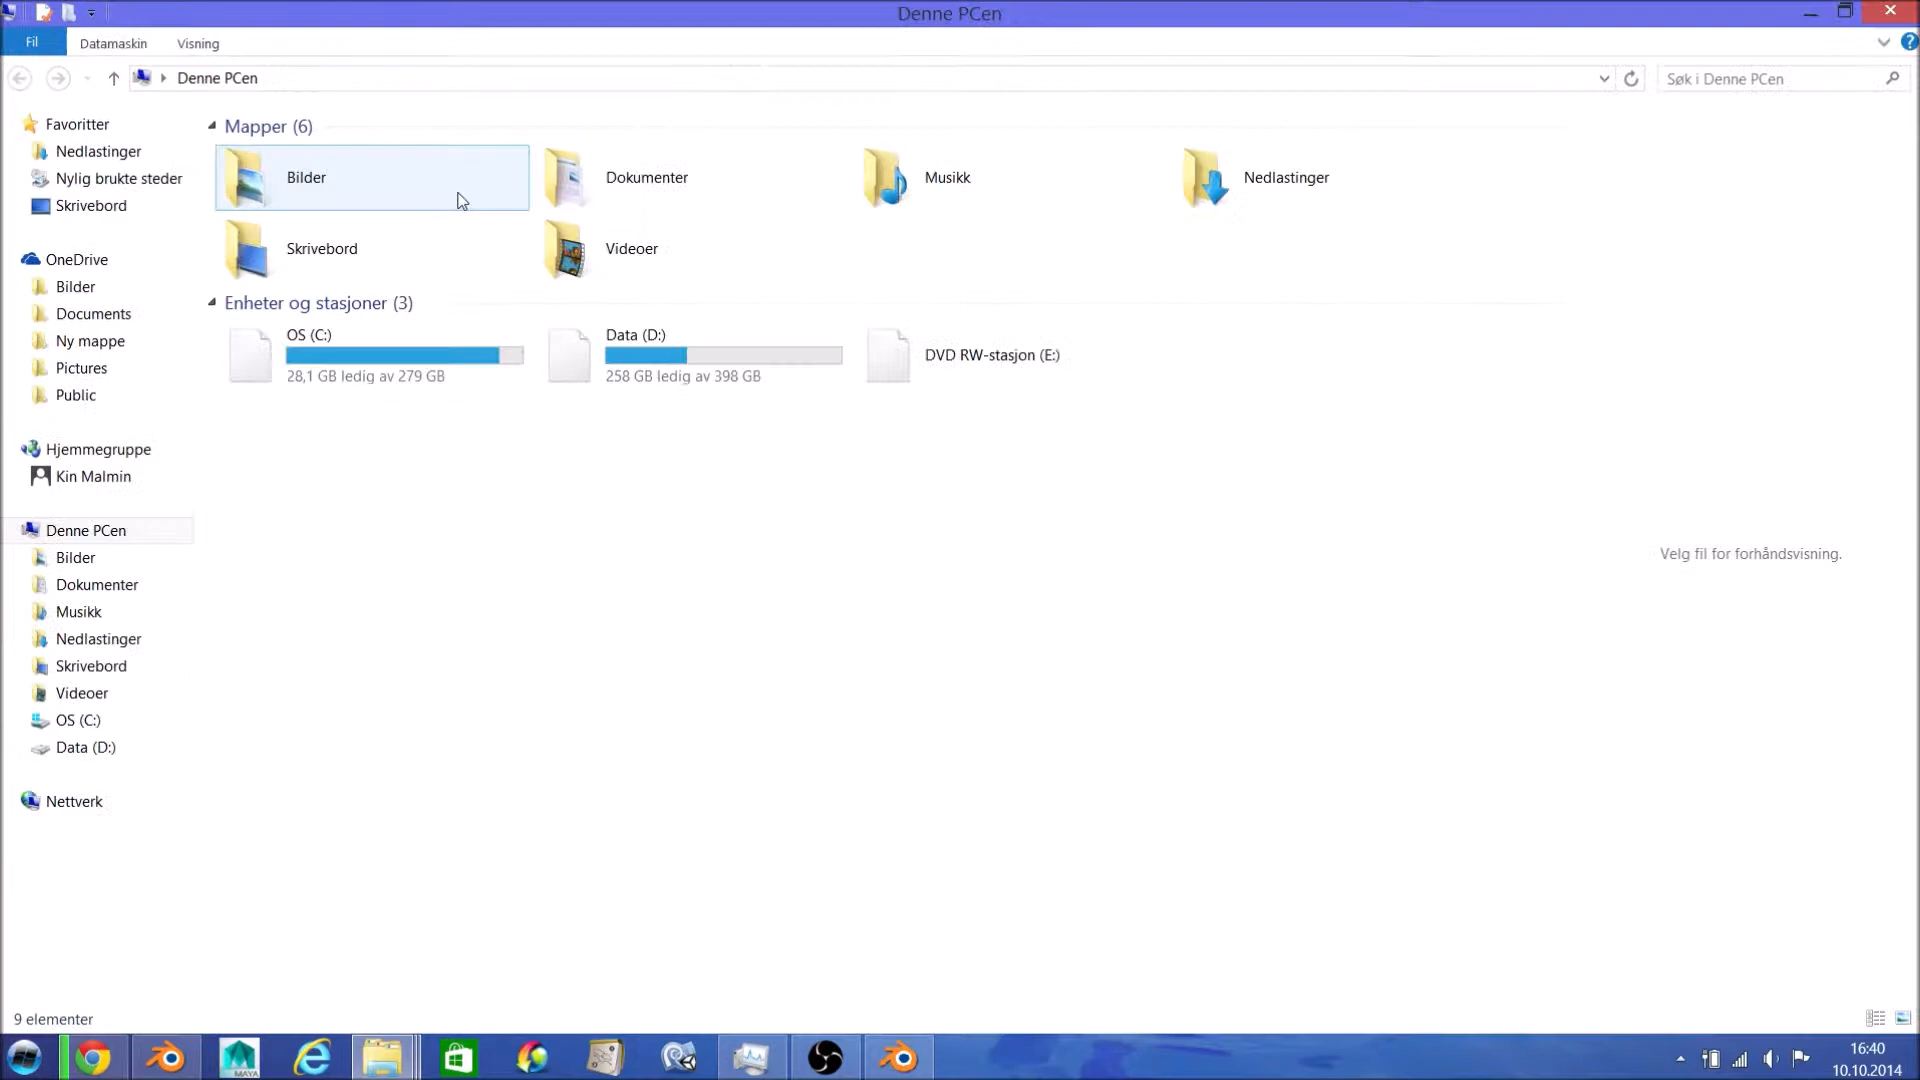 Denne PCen
Fil
Datamaskin
Visning
Denne PCen
Søk i Denne PCen
Favoritter
Nedlastinger
Nylig brukte steder
Skrivebord
OneDrive
Bilder
Documents
Ny mappe
Pictures
Public
Hjemmegruppe
Kin Malmin
Denne PCen
Bilder
Dokumenter
Musikk
Nedlastinger
Skrivebord
Videoer
OS (C:)
Data (D:)
Nettverk
Mapper (6)
Bilder
Dokumenter
Musikk
Nedlastinger
Skrivebord
Videoer
Enheter og stasjoner (3)
OS (C:)
28,1 GB ledig av 279 GB
Data (D:)
258 GB ledig av 398 GB
DVD RW-stasjon (E:)
Velg fil for forhåndsvisning.
9 elementer
MAYA
16:40
10.10.2014